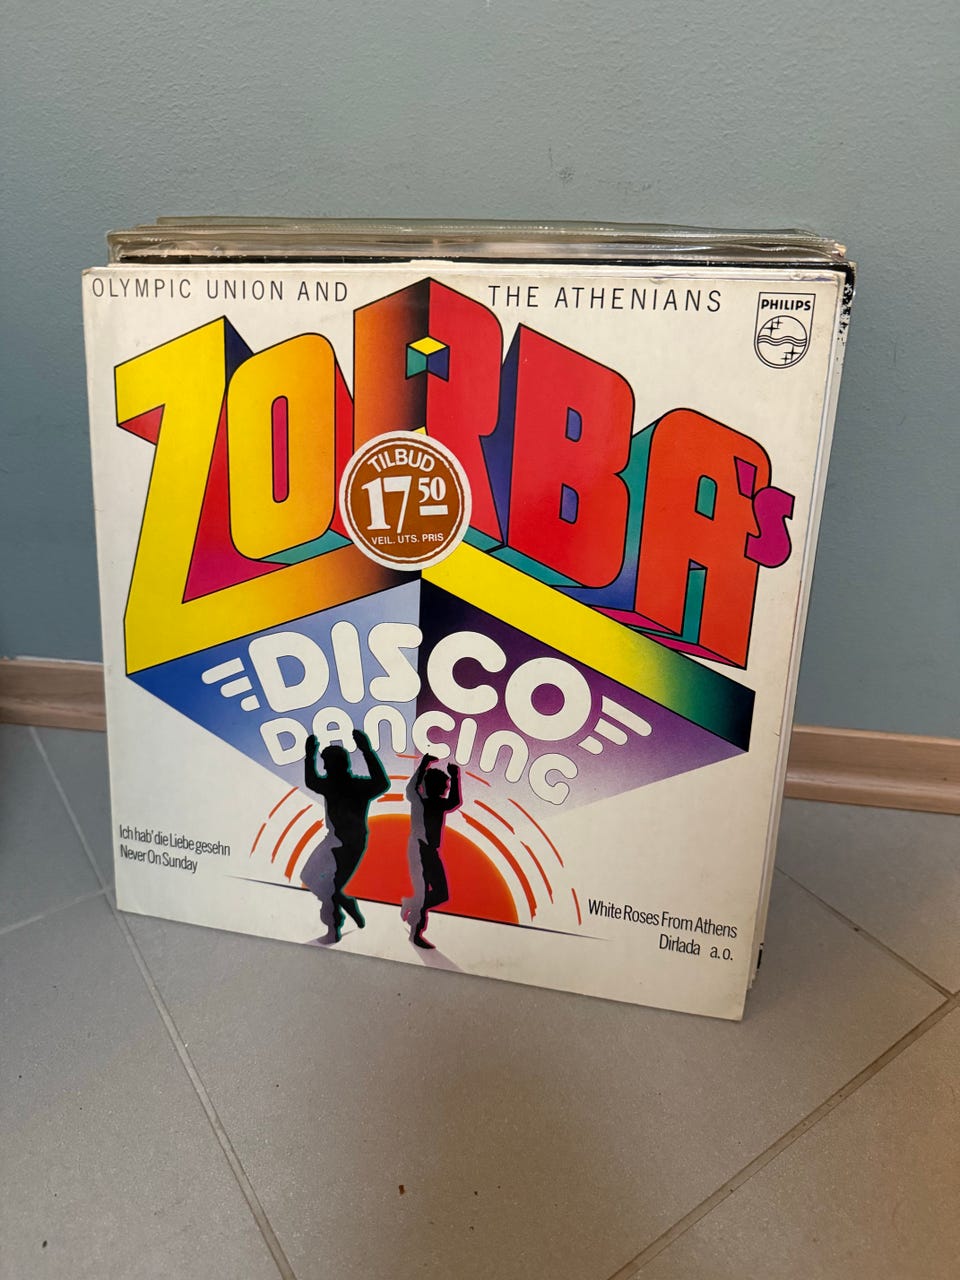 OLYMPIC UNION AND THE ATHENIANS
PHILIPS
ZORBA's
TILBUD
17 50
VEIL. UTS. PRIS
DISCO
DANCING
Ich hab' die Liebe gesehn
Never On Sunday
White Roses From Athens
Dirlada a.o.